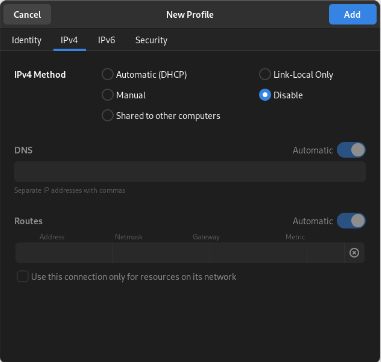 Cancel New Profile Add
Identity IPv4 IPv6 Security
IPv4 Method Automatic (DHCP) Link-Local Only
Manual Disable
Shared to other computers
DNS Automatic
Separate IP addresses with commas
Routes Automatic
Address Netmask Gateway Metric
Use this connection only for resources on its network